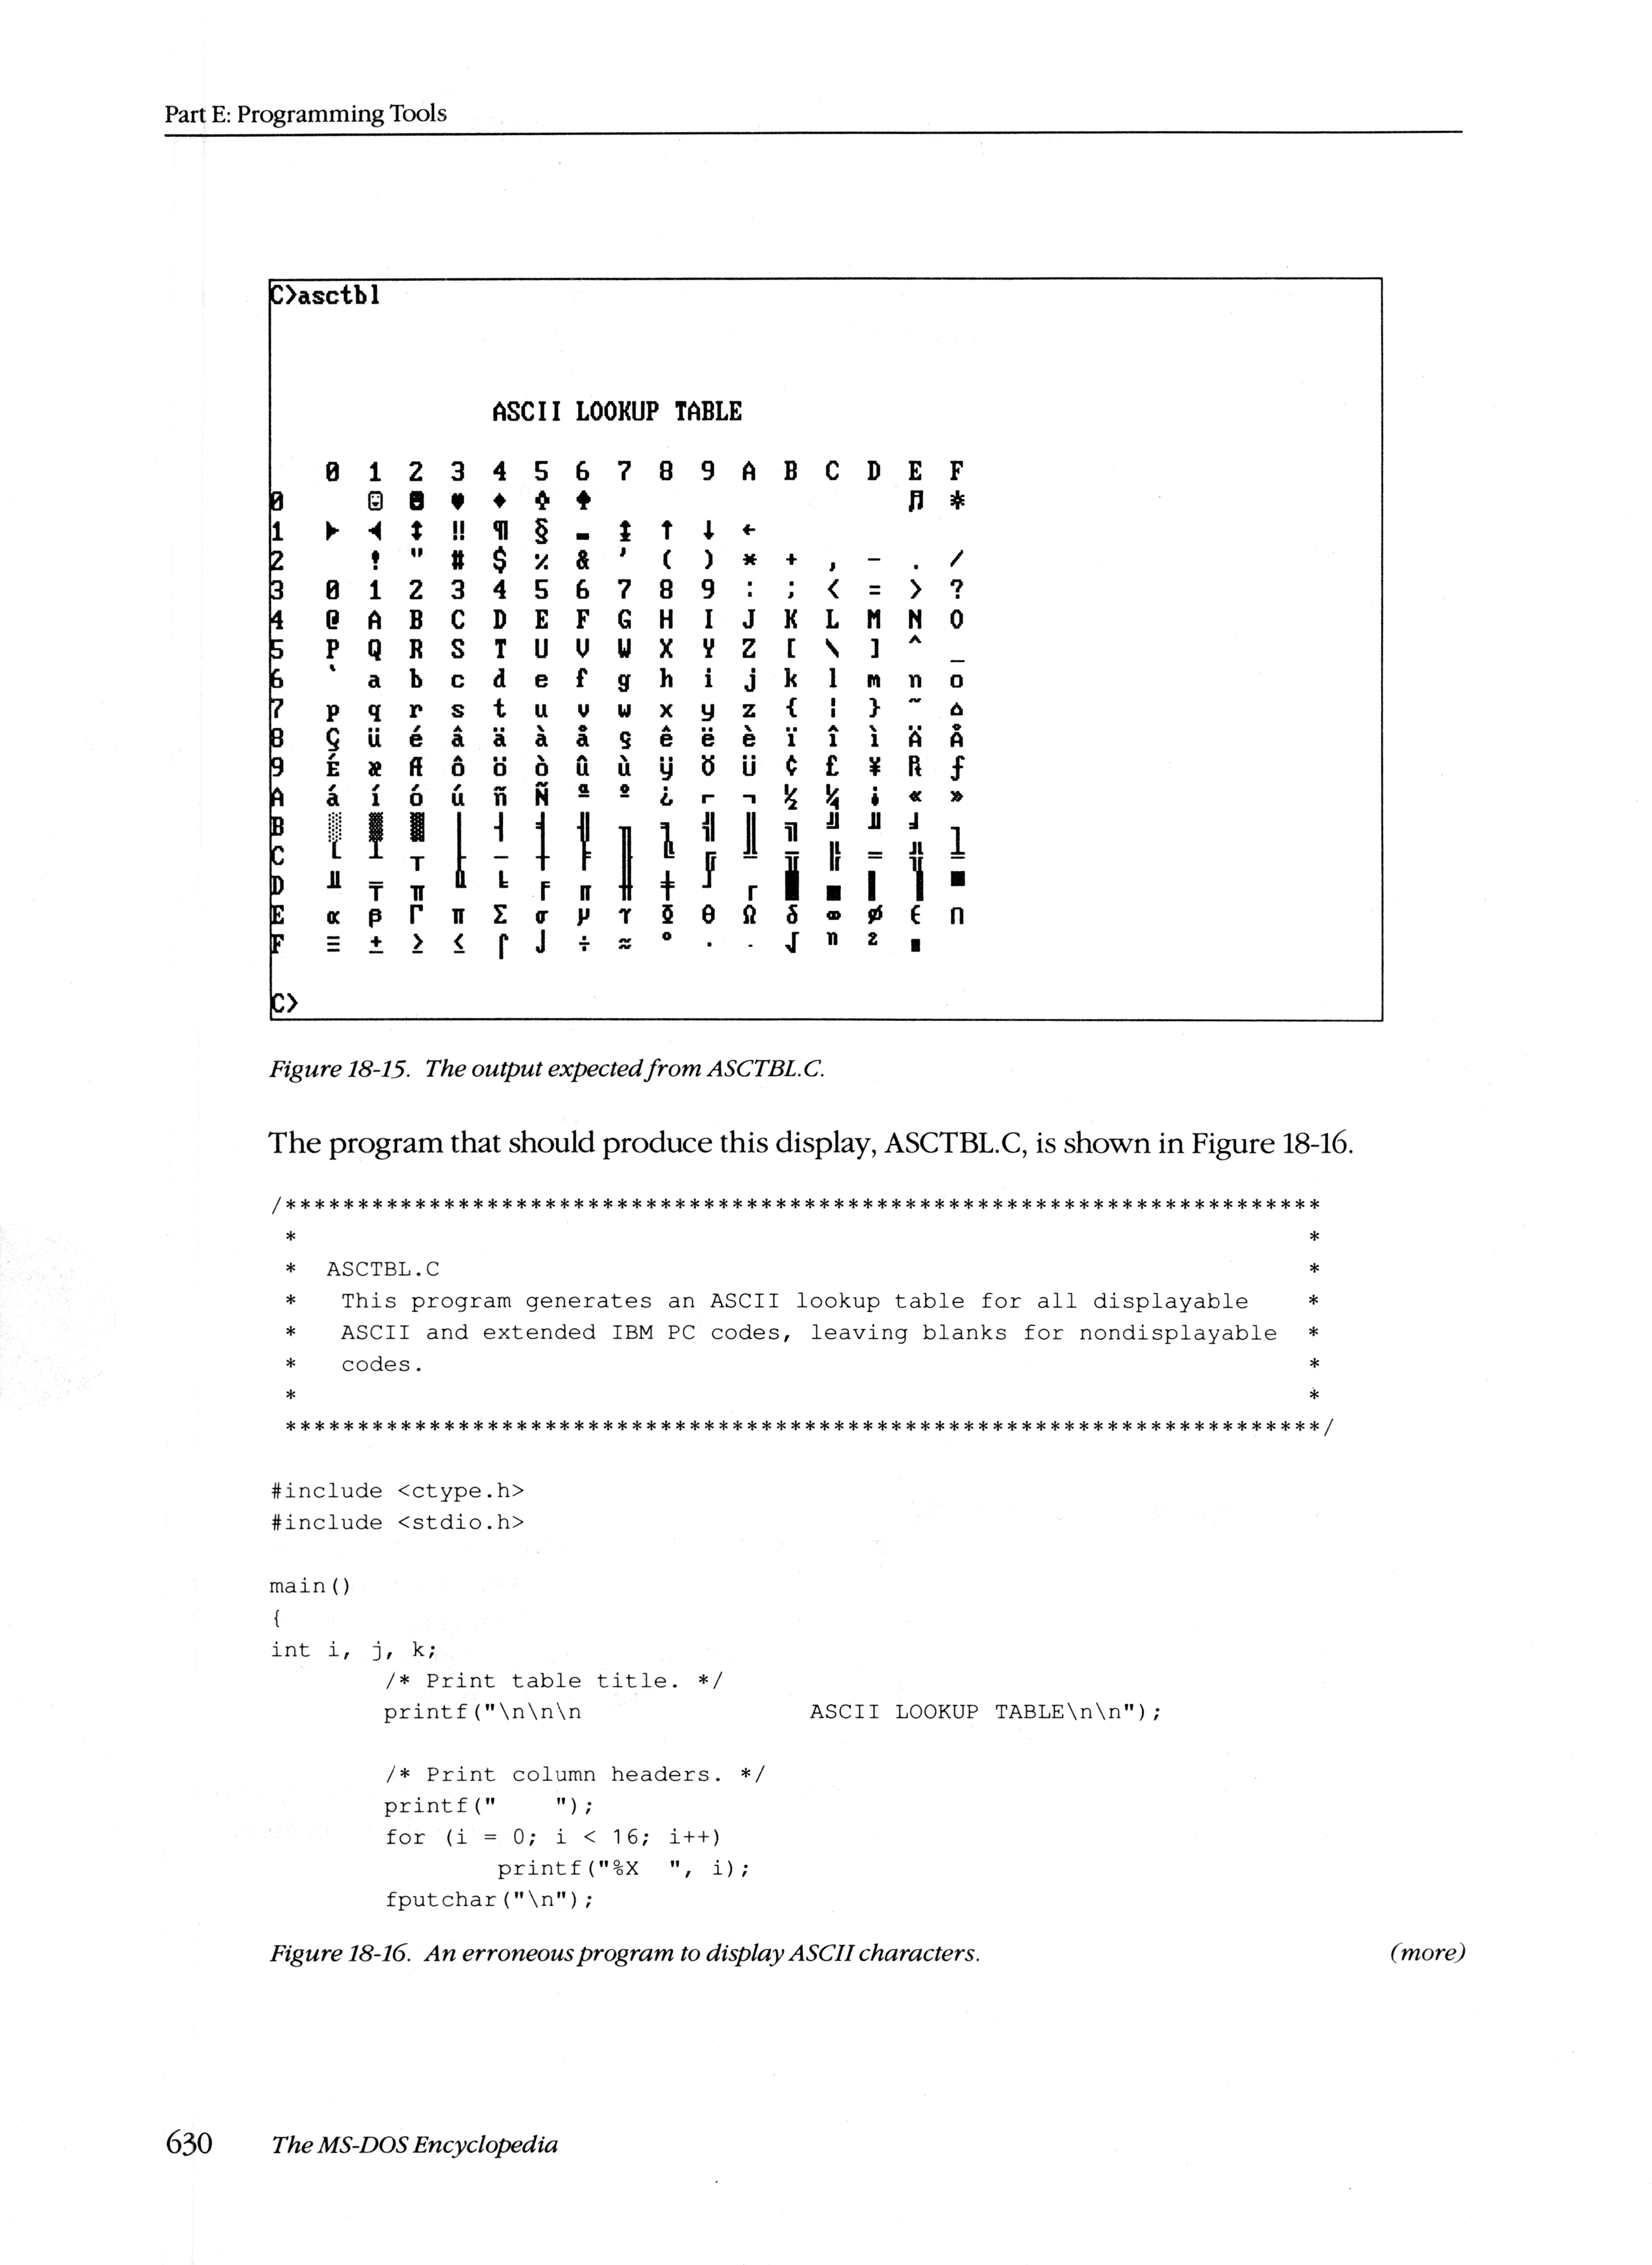 Part E: Programming Tools
C>asctbl
ASCII LOOKUP TABLE
0 1 2 3 4 5 6 7 8 9 A B C D E F
0 ☺ ☻ ♥ ♦ ♣ ♠ ♫ ☼
1 ► ◄ ↕ ‼ ¶ § ▬ ↨ ↑ ↓ ←
2 ! " # $ % & ' ( ) * + , - . /
3 0 1 2 3 4 5 6 7 8 9 : ; < = > ?
4 @ A B C D E F G H I J K L M N O
5 P Q R S T U V W X Y Z [ \ ] ^ _
6 ` a b c d e f g h i j k l m n o
7 p q r s t u v w x y z { ¦ } ~ ⌂
8 Ç ü é â ä à å ç ê ë è ï î ì Ä Å
9 É æ Æ ô ö ò û ù ÿ Ö Ü ¢ £ ¥ ₧ ƒ
A á í ó ú ñ Ñ ª º ¿ ⌐ ¬ ½ ¼ ¡ « »
B ░ ▒ ▓ │ ┤ ╡ ╢ ╖ ╕ ╣ ║ ╗ ╝ ╜ ╛ ┐
C └ ┴ ┬ ├ ─ ┼ ╞ ╟ ╚ ╔ ╩ ╦ ╠ ═ ╬ ╧
D ╨ ╤ ╥ ╙ ╘ ╒ ╓ ╫ ╪ ┘ ┌ █ ▄ ▌ ▐ ▀
E α β Γ π Σ σ µ τ Φ θ Ω δ ∞ ø ∈ ∩
F ≡ ± ≥ ≤ ⌠ ⌡ ÷ ≈ ° ∙ · √ ⁿ ² ■
C>
Figure 18-15. The output expected from ASCTBL.C.
The program that should produce this display, ASCTBL.C, is shown in Figure 18-16.
/************************************************************************
* *
* ASCTBL.C *
* This program generates an ASCII lookup table for all displayable *
* ASCII and extended IBM PC codes, leaving blanks for nondisplayable *
* codes. *
* *
************************************************************************/
#include <ctype.h>
#include <stdio.h>
main()
{
int i, j, k;
/* Print table title. */
printf("\n\n\n                ASCII LOOKUP TABLE\n\n");
/* Print column headers. */
printf("    ");
for (i = 0; i < 16; i++)
printf("%X  ", i);
fputchar("\n");
Figure 18-16. An erroneous program to display ASCII characters. (more)
630 The MS-DOS Encyclopedia